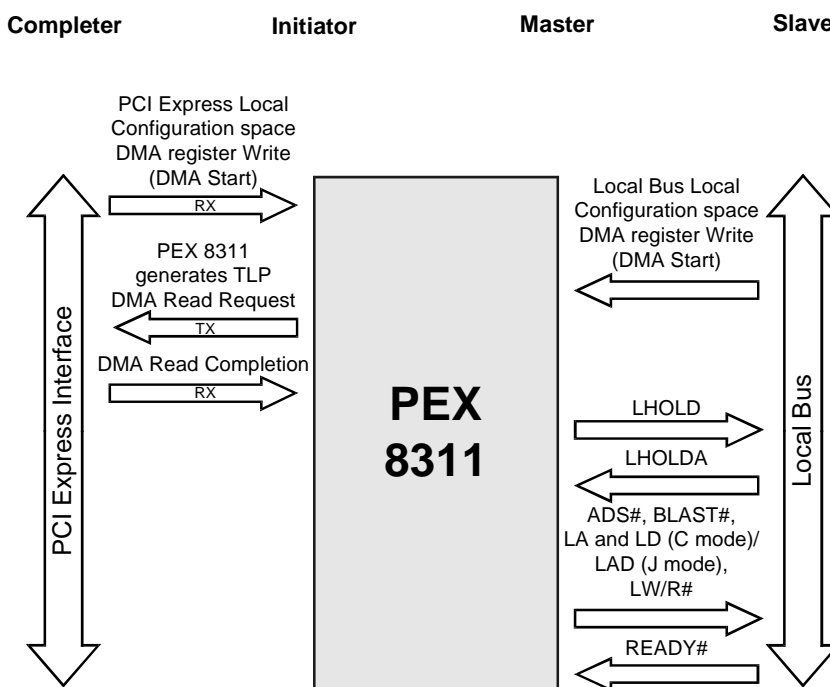 Completer Initiator Master Slave
PCI Express Local
Configuration space
DMA register Write
(DMA Start)
RX
PEX 8311
generates TLP
DMA Read Request
TX
DMA Read Completion
RX
PCI Express Interface
PEX
8311
Local Bus Local
Configuration space
DMA register Write
(DMA Start)
LHOLD
LHOLDA
ADS#, BLAST#,
LA and LD (C mode)/
LAD (J mode),
LW/R#
READY#
Local Bus